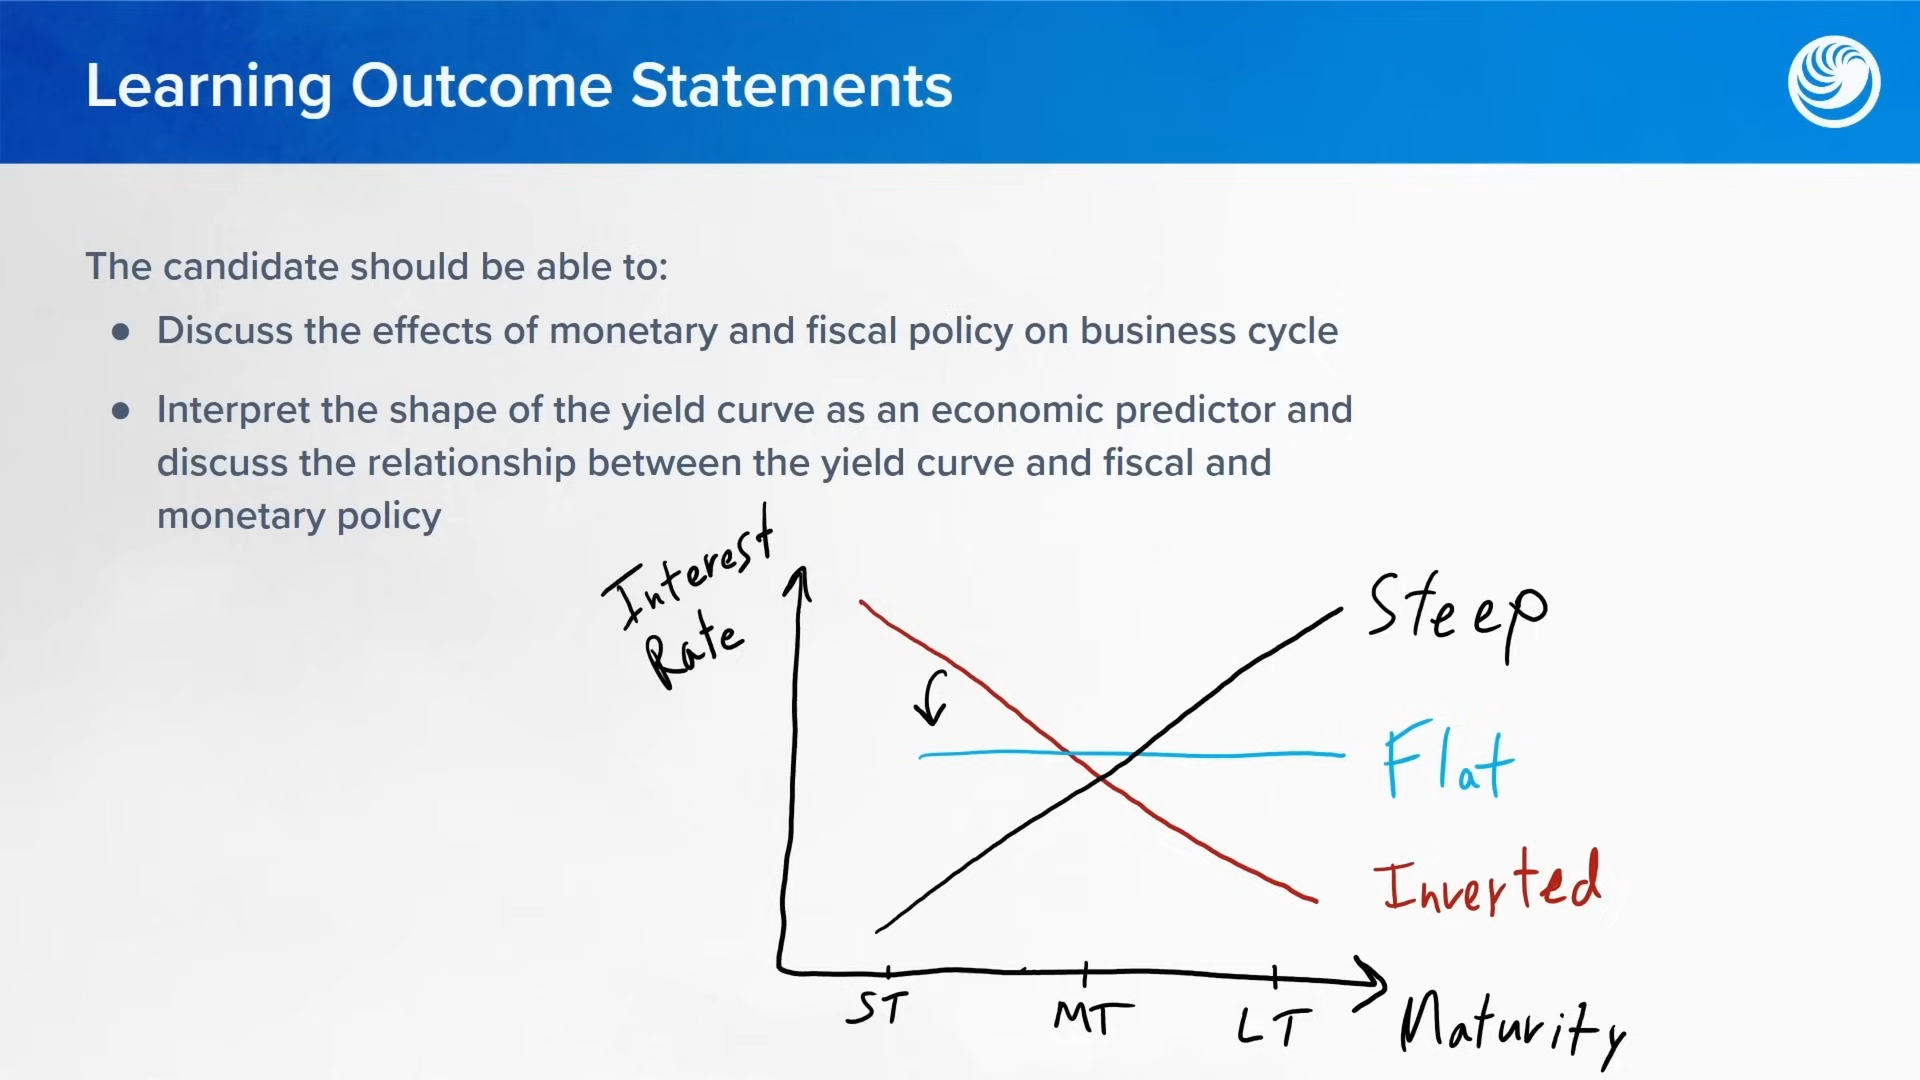 Learning Outcome Statements
The candidate should be able to:
● Discuss the effects of monetary and fiscal policy on business cycle
● Interpret the shape of the yield curve as an economic predictor and
discuss the relationship between the yield curve and fiscal and
monetary policy
Interest
Rate
Steep
Flat
Inverted
ST MT LT
Maturity